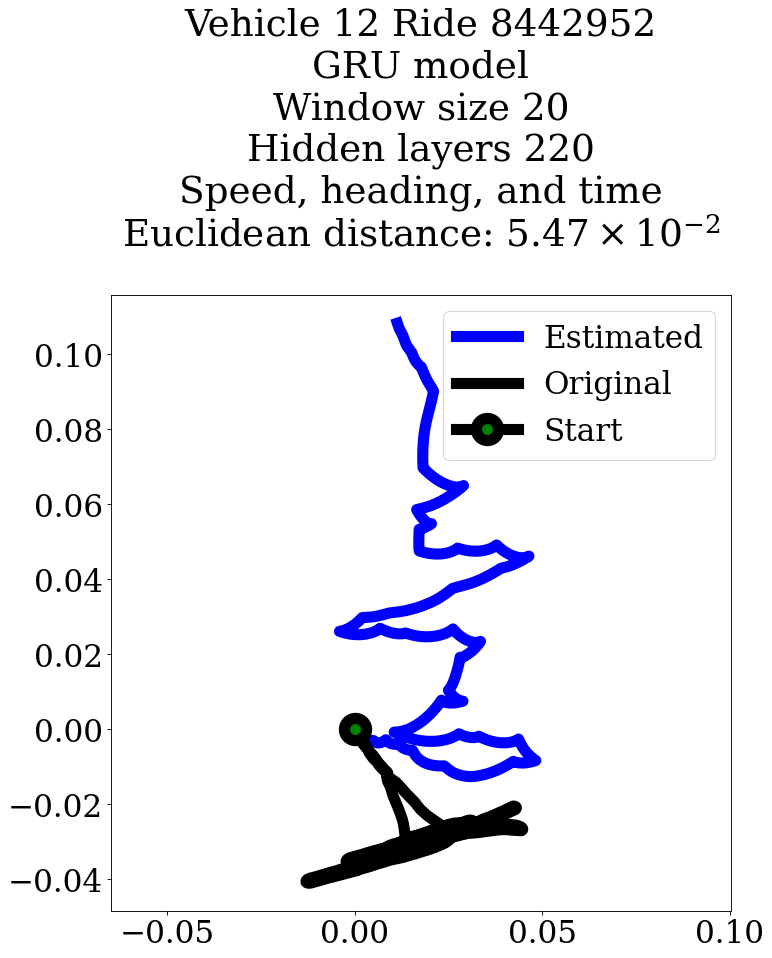 Vehicle 12 Ride 8442952
GRU model
Window size 20
Hidden layers 220
Speed, heading, and time
Euclidean distance: 5.47 × 10⁻²
Estimated
Original
Start
0.10
0.08
0.06
0.04
0.02
0.00
−0.02
−0.04
−0.05 0.00 0.05 0.10